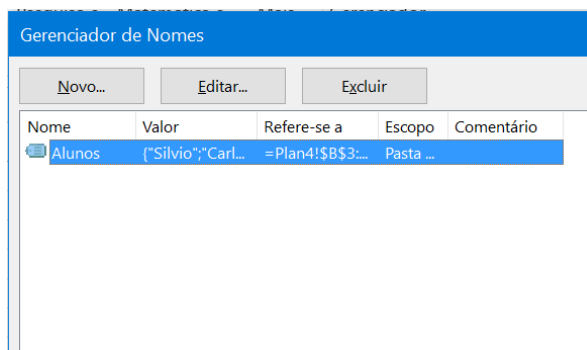 Gerenciador de Nomes
Novo... Editar... Excluir
Nome Valor Refere-se a Escopo Comentário
Alunos {"Silvio";"Carl... =Plan4!$B$3:... Pasta ...